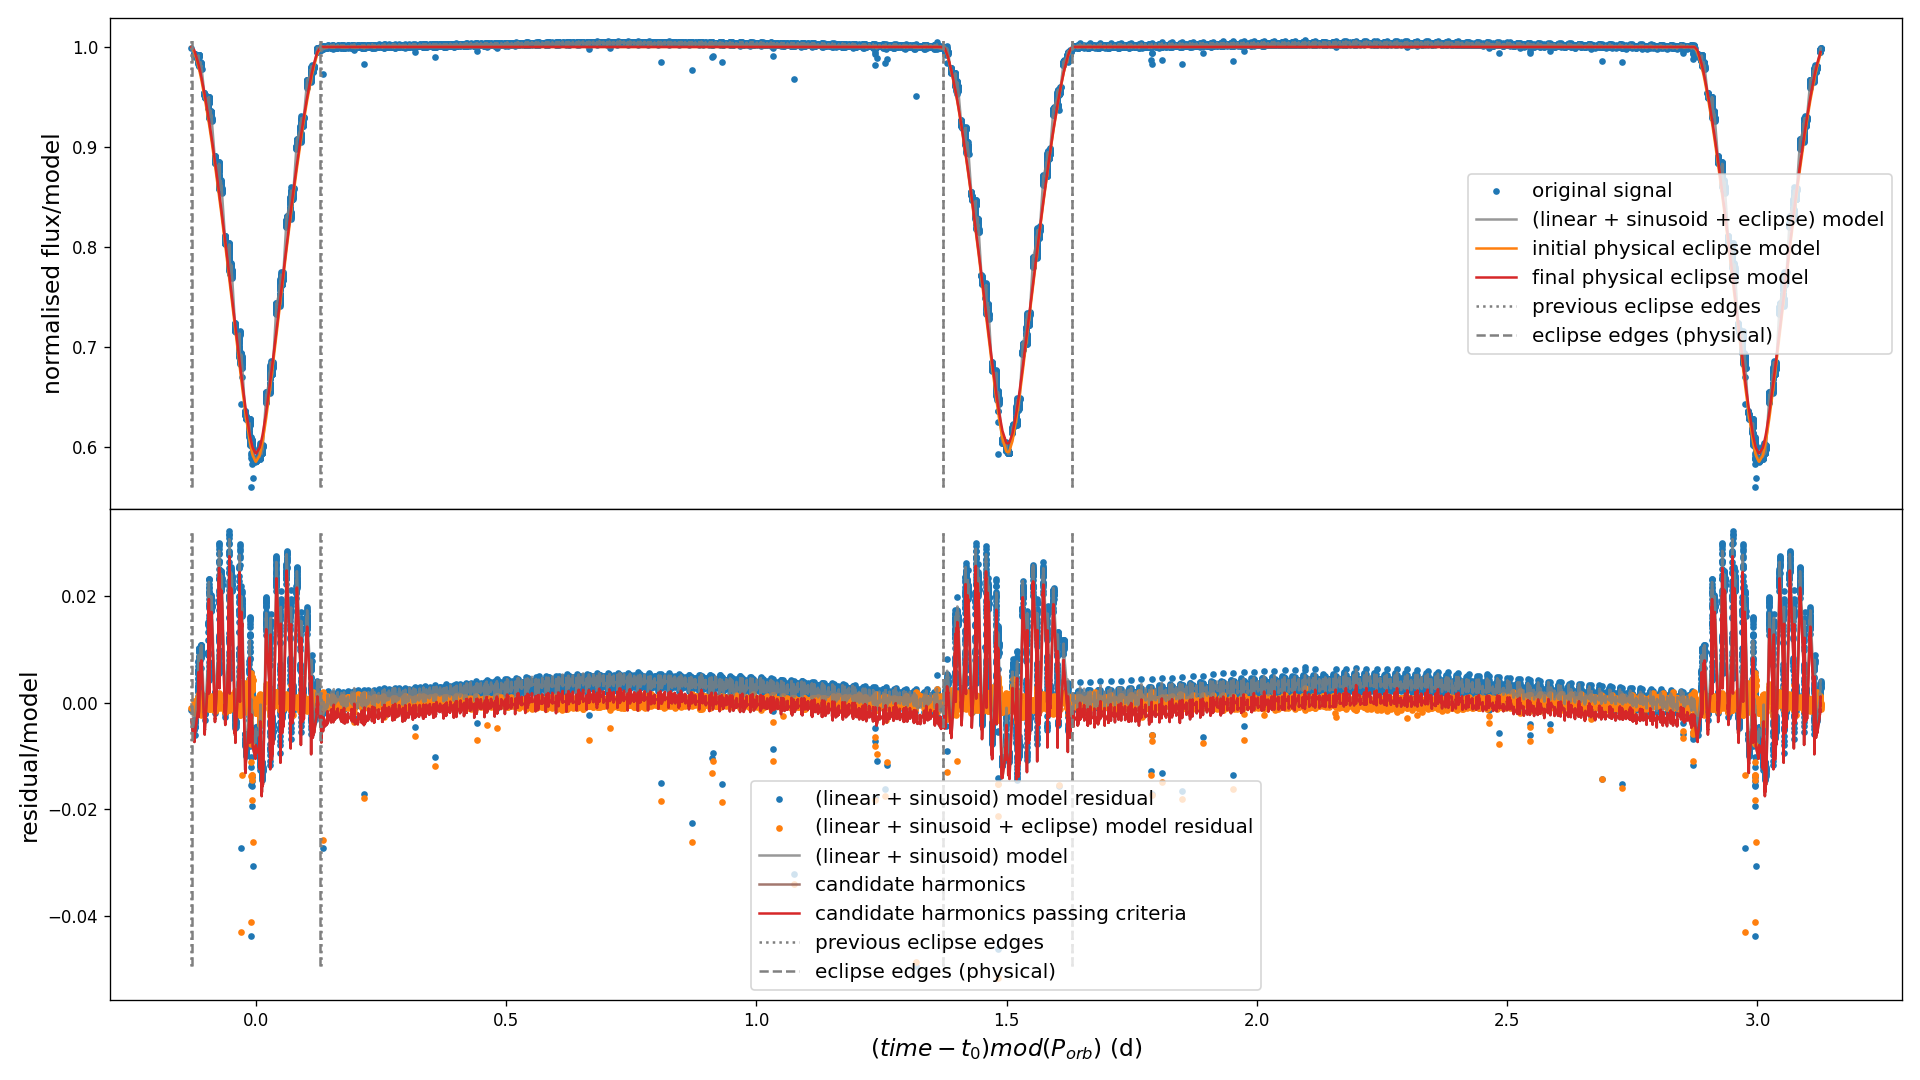 normalised flux/model
1.0
0.9
0.8
0.7
0.6
original signal
(linear + sinusoid + eclipse) model
initial physical eclipse model
final physical eclipse model
previous eclipse edges
eclipse edges (physical)
residual/model
0.02
0.00
−0.02
−0.04
(linear + sinusoid) model residual
(linear + sinusoid + eclipse) model residual
(linear + sinusoid) model
candidate harmonics
candidate harmonics passing criteria
previous eclipse edges
eclipse edges (physical)
0.0 0.5 1.0 1.5 2.0 2.5 3.0
(time − t₀)mod(P_orb) (d)